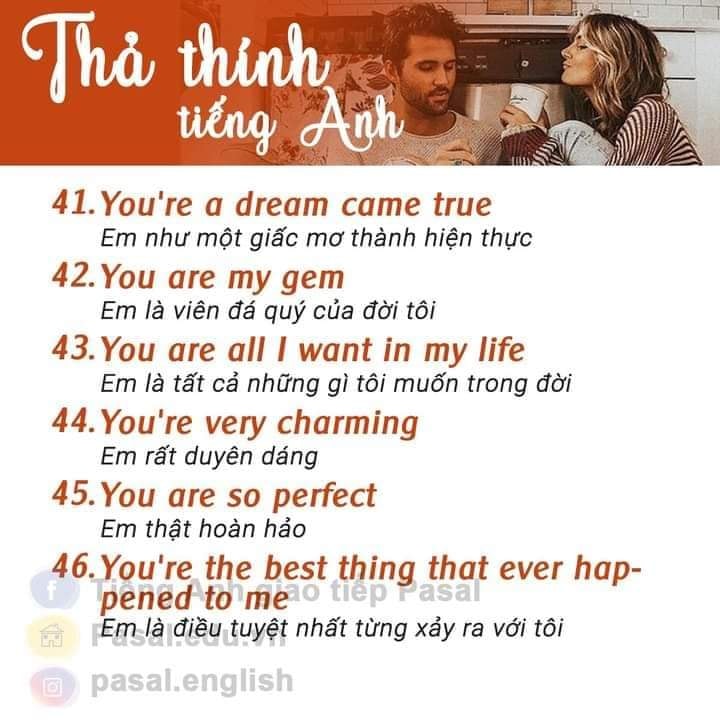 Thả thính
tiếng Anh
41. You're a dream came true
Em như một giấc mơ thành hiện thực
42. You are my gem
Em là viên đá quý của đời tôi
43. You are all I want in my life
Em là tất cả những gì tôi muốn trong đời
44. You're very charming
Em rất duyên dáng
45. You are so perfect
Em thật hoàn hảo
46. You're the best thing that ever hap-
Tiếng Anh giao tiếp Pasal
pened to me
Pasal.edu.vn
Em là điều tuyệt nhất từng xảy ra với tôi
pasal.english